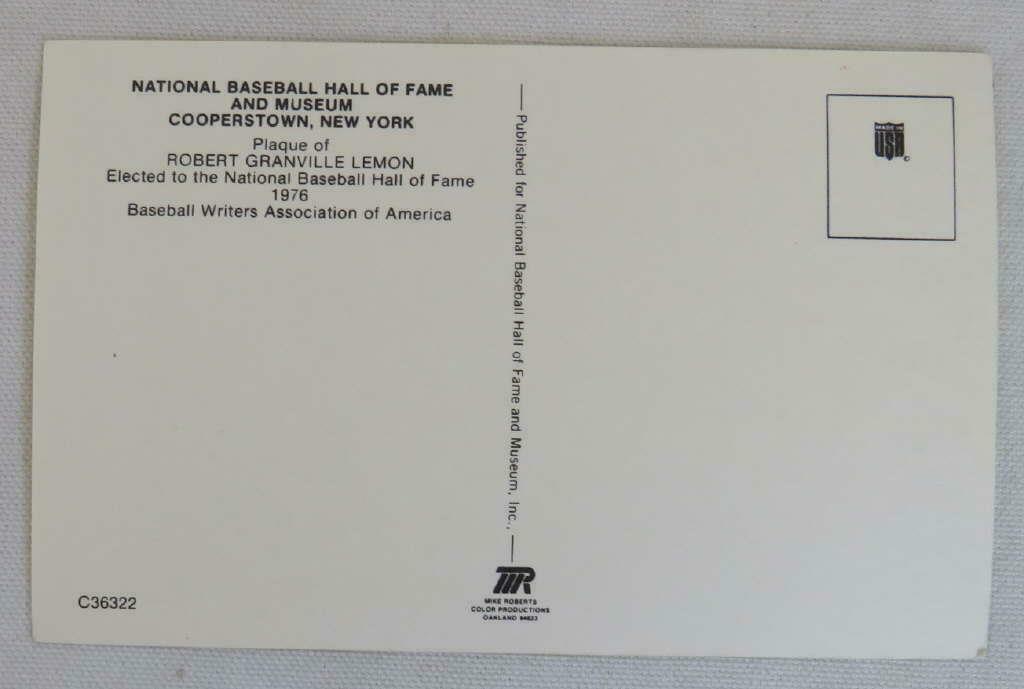 NATIONAL BASEBALL HALL OF FAME
AND MUSEUM
COOPERSTOWN, NEW YORK
Plaque of
ROBERT GRANVILLE LEMON
Elected to the National Baseball Hall of Fame
1976
Baseball Writers Association of America
C36322
Published for National Baseball Hall of Fame and Museum, Inc.,
MR
MIKE ROBERTS
COLOR PRODUCTIONS
OAKLAND 94623
MADE IN
USA ©